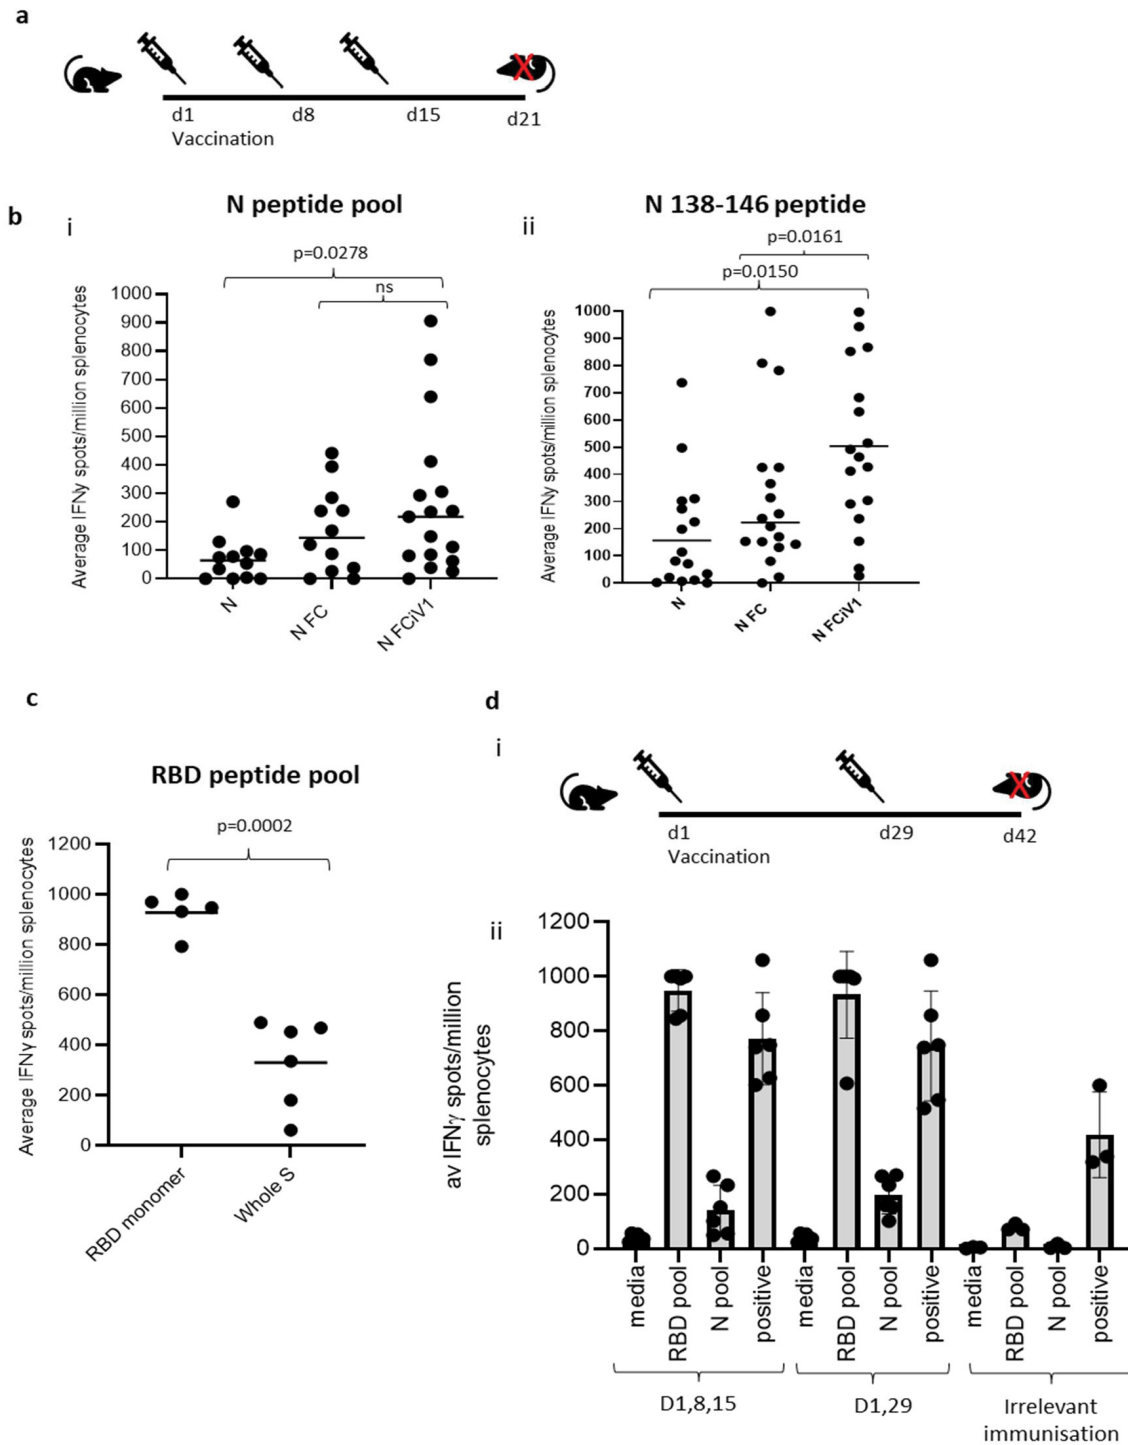 a
d1
d8
d15
d21
Vaccination
b
i
N peptide pool
p=0.0278
ns
Average IFNγ spots/million splenocytes
1000
900
800
700
600
500
400
300
200
100
0
N
N FC
N FCiV1
ii
N 138-146 peptide
p=0.0161
p=0.0150
Average IFNγ spots/million splenocytes
1000
900
800
700
600
500
400
300
200
100
0
N
N FC
N FCiV1
c
RBD peptide pool
p=0.0002
Average IFNγ spots/million splenocytes
1200
1000
800
600
400
200
0
RBD monomer
Whole S
d
i
d1
d29
d42
Vaccination
ii
av IFNγ spots/million
splenocytes
1200
1000
800
600
400
200
0
media
RBD pool
N pool
positive
media
RBD pool
N pool
positive
media
RBD pool
N pool
positive
D1,8,15
D1,29
Irrelevant
immunisation